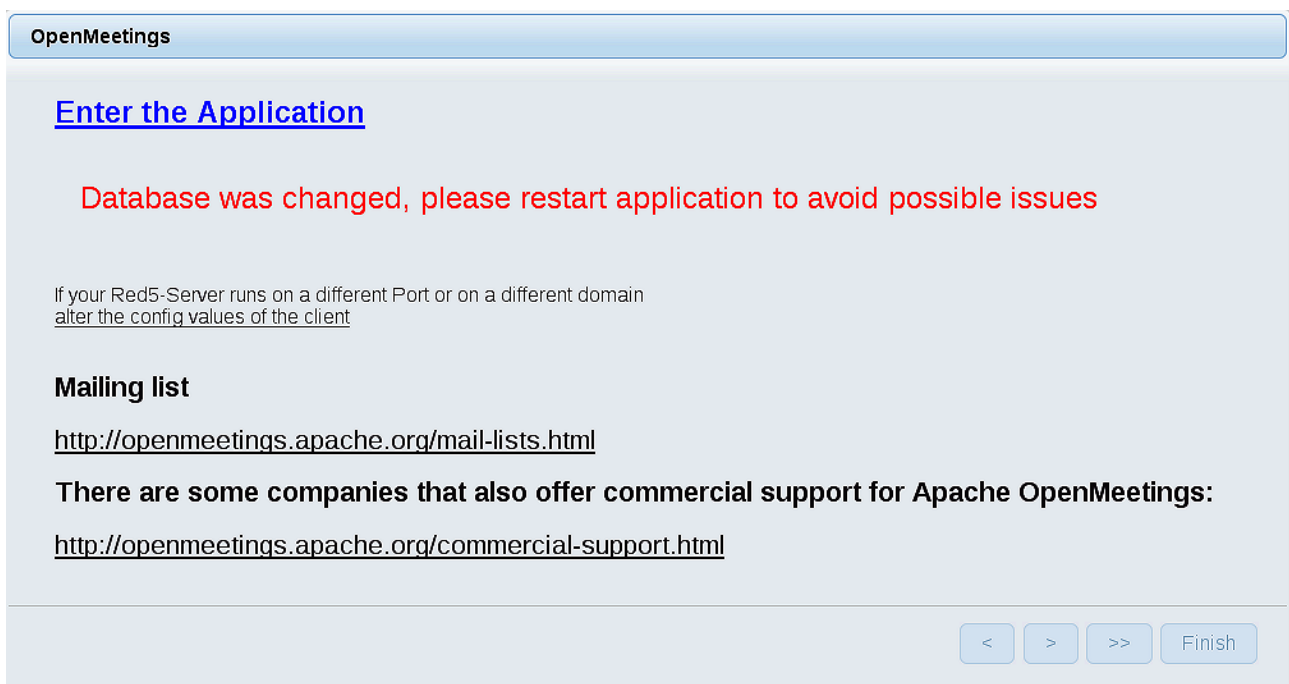 OpenMeetings
Enter the Application
Database was changed, please restart application to avoid possible issues
If your Red5-Server runs on a different Port or on a different domain
alter the config values of the client
Mailing list
http://openmeetings.apache.org/mail-lists.html
There are some companies that also offer commercial support for Apache OpenMeetings:
http://openmeetings.apache.org/commercial-support.html
< > >> Finish